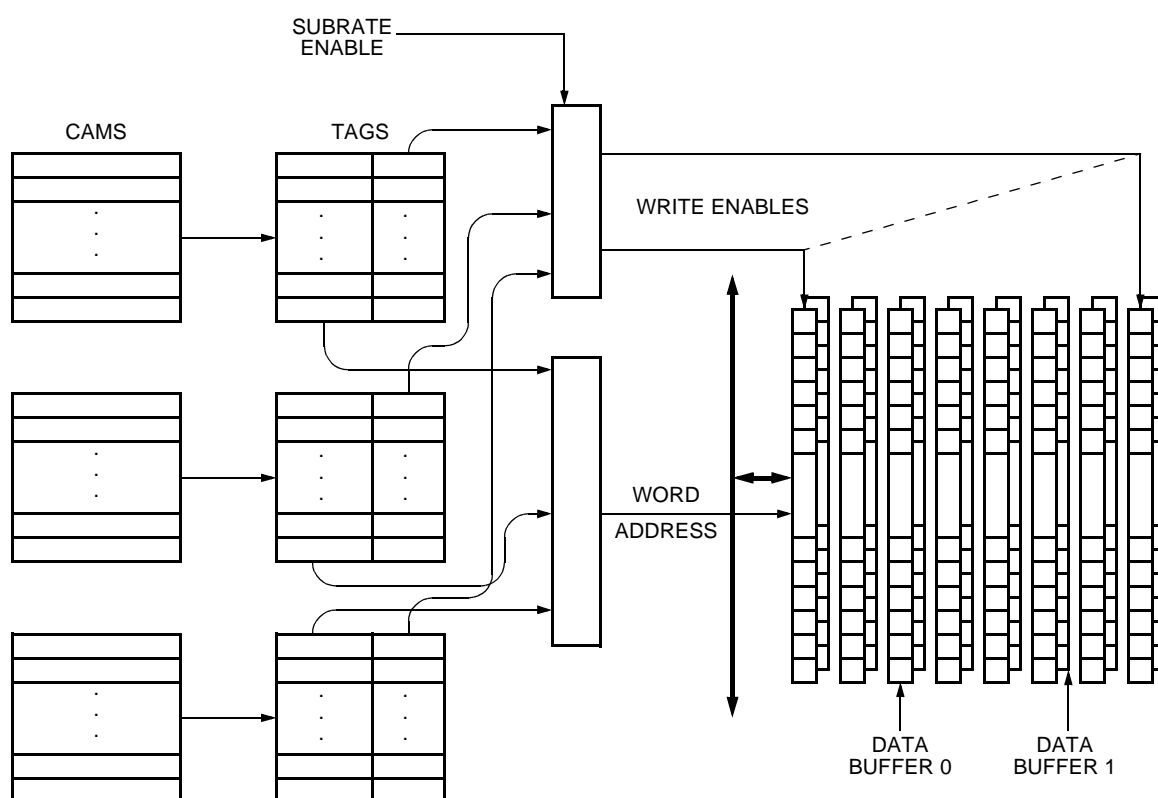 SUBRATE
ENABLE
CAMS
TAGS
WRITE ENABLES
WORD
ADDRESS
DATA
BUFFER 0
DATA
BUFFER 1